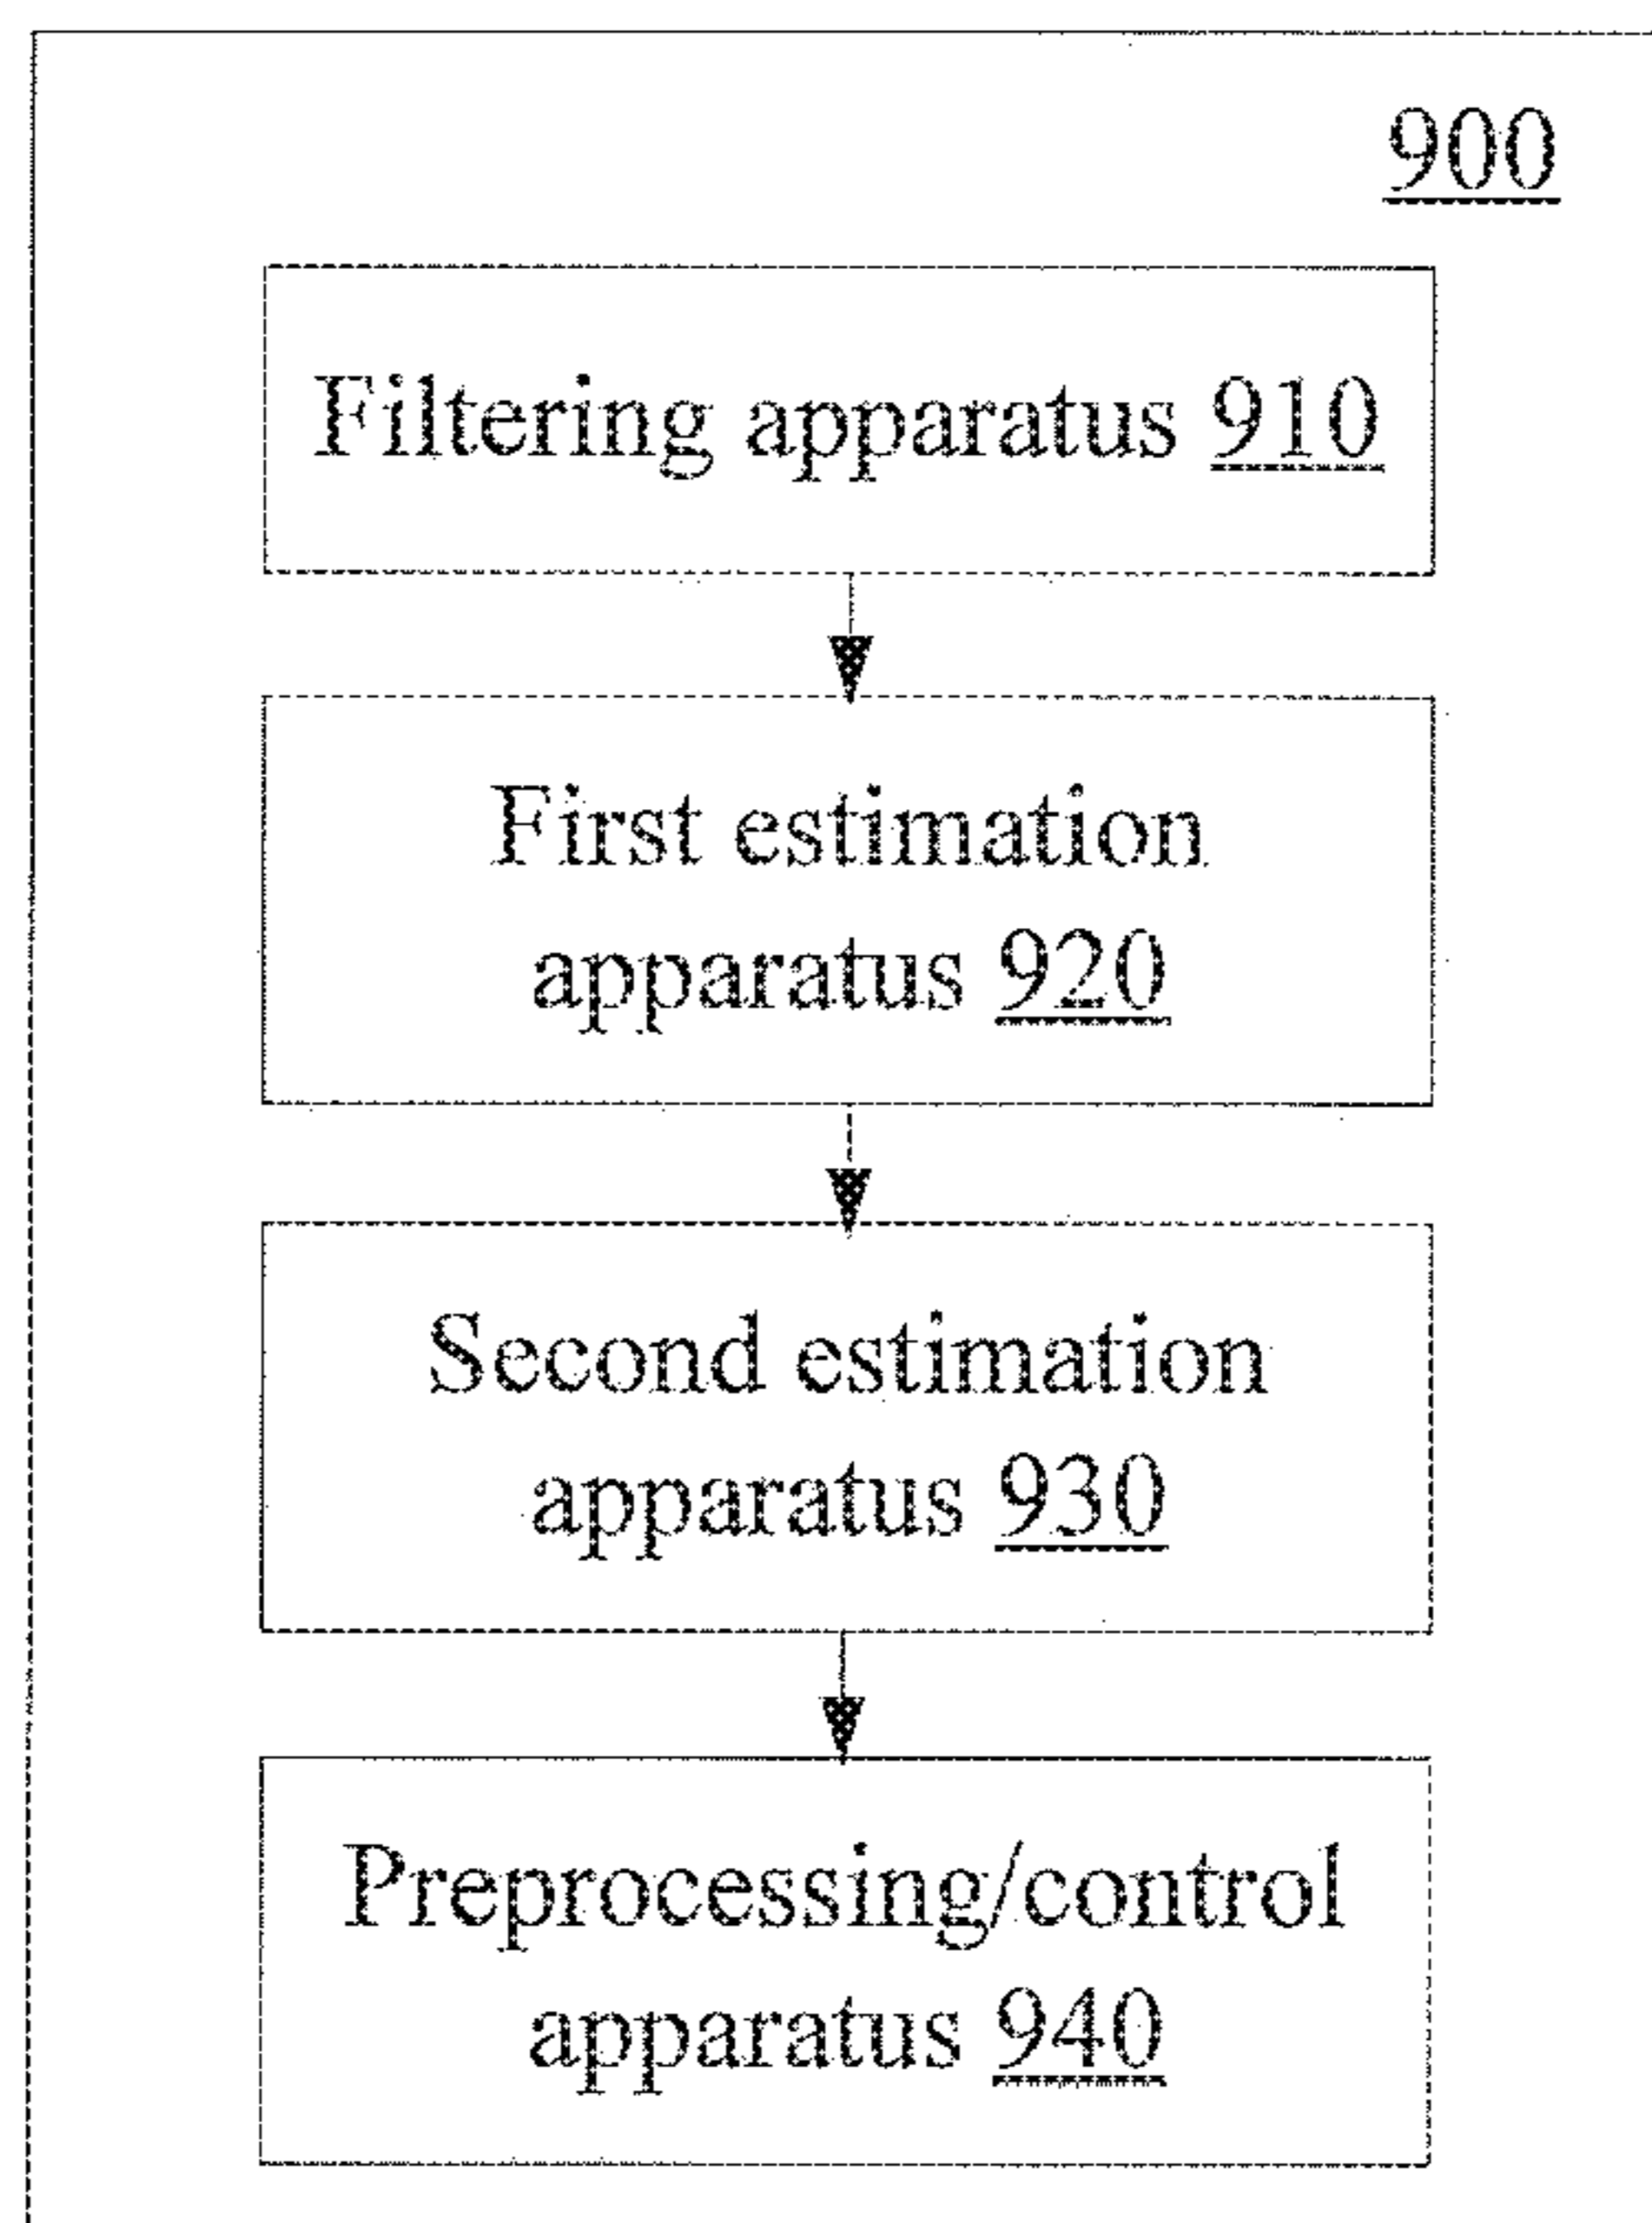 900
Filtering apparatus 910
First estimation
apparatus 920
Second estimation
apparatus 930
Preprocessing/control
apparatus 940